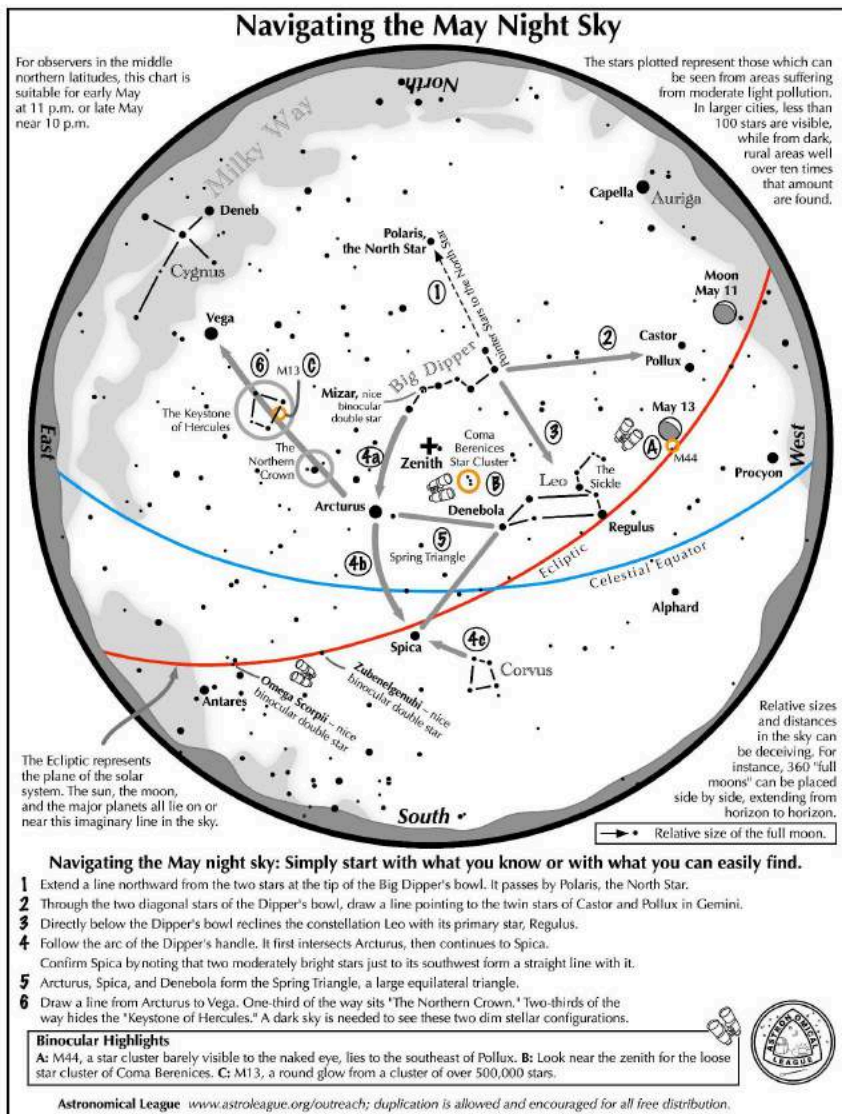 Navigating the May Night Sky
For observers in the middle
northern latitudes, this chart is
suitable for early May
at 11 p.m. or late May
near 10 p.m.
The stars plotted represent those which can
be seen from areas suffering
from moderate light pollution.
In larger cities, less than
100 stars are visible,
while from dark,
rural areas well
over ten times
that amount
are found.
North
Milky Way
Deneb
Cygnus
Capella
Auriga
Polaris,
the North Star
Pointer Stars to the North Star
1
Moon
May 11
Vega
2
Castor
Pollux
6
M13
C
Big Dipper
Mizar, nice
binocular
double star
The Keystone
of Hercules
The
Northern
Crown
East
West
May 13
A
M44
3
4a
Coma
Berenices
Star Cluster
Zenith
B
Leo
The
Sickle
Procyon
Arcturus
Denebola
Regulus
5
Spring Triangle
4b
Ecliptic
Celestial Equator
Alphard
Spica
4c
Corvus
Zubenelgenubi – nice
binocular double star
Omega Scorpii – nice
binocular double star
Antares
The Ecliptic represents
the plane of the solar
system. The sun, the moon,
and the major planets all lie on or
near this imaginary line in the sky.
South
Relative sizes
and distances
in the sky can
be deceiving. For
instance, 360 "full
moons" can be placed
side by side, extending from
horizon to horizon.
Relative size of the full moon.
Navigating the May night sky: Simply start with what you know or with what you can easily find.
1 Extend a line northward from the two stars at the tip of the Big Dipper's bowl. It passes by Polaris, the North Star.
2 Through the two diagonal stars of the Dipper's bowl, draw a line pointing to the twin stars of Castor and Pollux in Gemini.
3 Directly below the Dipper's bowl reclines the constellation Leo with its primary star, Regulus.
4 Follow the arc of the Dipper's handle. It first intersects Arcturus, then continues to Spica.
Confirm Spica by noting that two moderately bright stars just to its southwest form a straight line with it.
5 Arcturus, Spica, and Denebola form the Spring Triangle, a large equilateral triangle.
6 Draw a line from Arcturus to Vega. One-third of the way sits "The Northern Crown." Two-thirds of the
way hides the "Keystone of Hercules." A dark sky is needed to see these two dim stellar configurations.
Binocular Highlights
A: M44, a star cluster barely visible to the naked eye, lies to the southeast of Pollux. B: Look near the zenith for the loose
star cluster of Coma Berenices. C: M13, a round glow from a cluster of over 500,000 stars.
ASTRONOMICAL
LEAGUE
Astronomical League www.astroleague.org/outreach; duplication is allowed and encouraged for all free distribution.